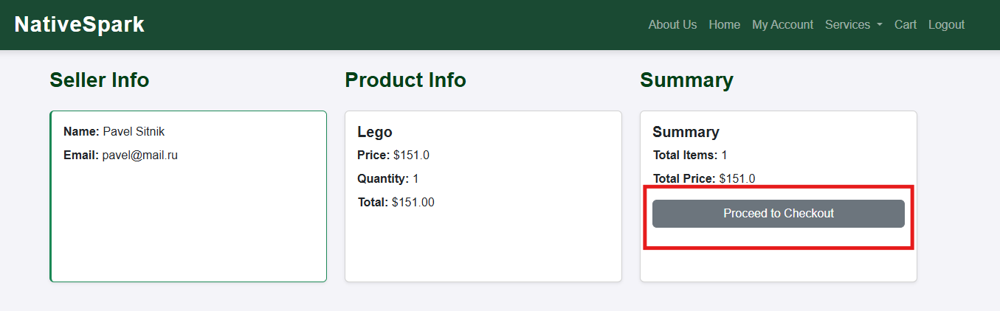 NativeSpark
About Us Home My Account Services Cart Logout
Seller Info
Name: Pavel Sitnik
Email: pavel@mail.ru
Product Info
Lego
Price: $151.0
Quantity: 1
Total: $151.00
Summary
Summary
Total Items: 1
Total Price: $151.0
Proceed to Checkout